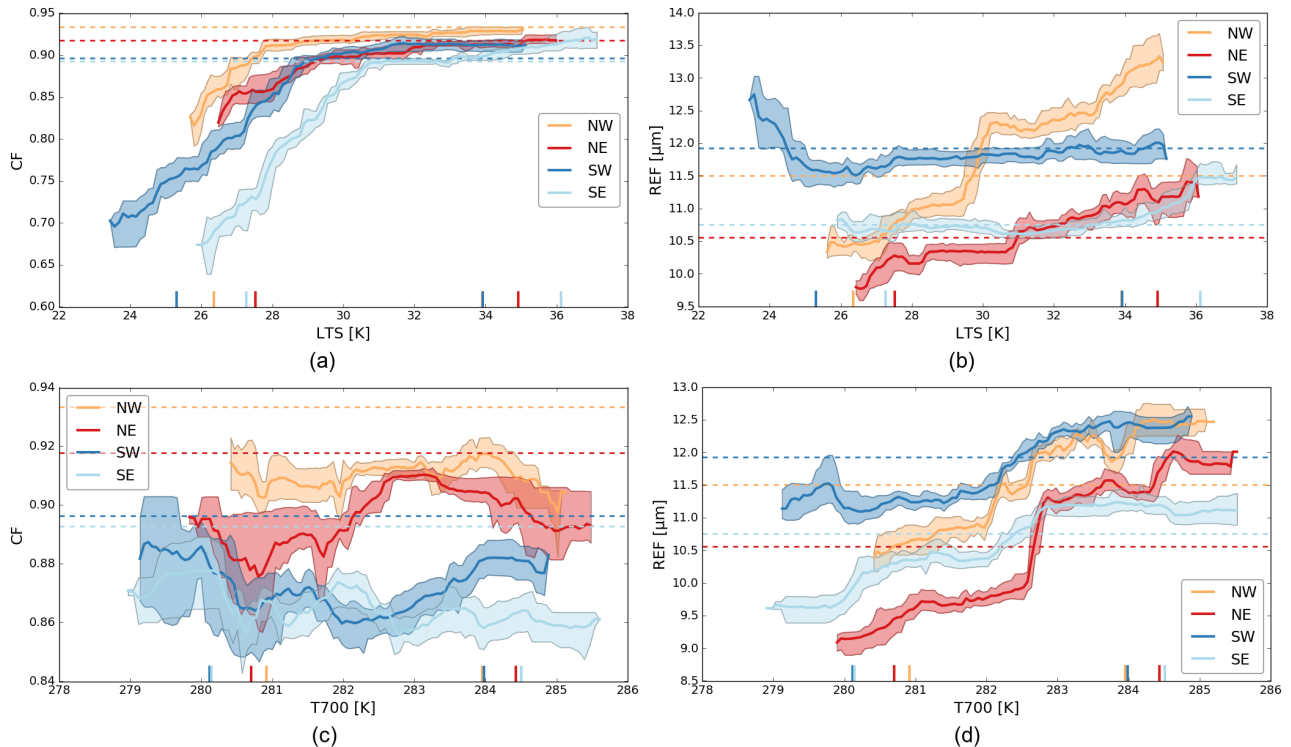 0.95
0.90
0.85
0.80
0.75
0.70
0.65
0.60
CF
22 24 26 28 30 32 34 36 38
LTS [K]
NW
NE
SW
SE
(a)
14.0
13.5
13.0
12.5
12.0
11.5
11.0
10.5
10.0
9.5
REF [μm]
22 24 26 28 30 32 34 36 38
LTS [K]
NW
NE
SW
SE
(b)
0.94
0.92
0.90
0.88
0.86
0.84
CF
278 279 280 281 282 283 284 285 286
T700 [K]
NW
NE
SW
SE
(c)
13.0
12.5
12.0
11.5
11.0
10.5
10.0
9.5
9.0
8.5
REF [μm]
278 279 280 281 282 283 284 285 286
T700 [K]
NW
NE
SW
SE
(d)